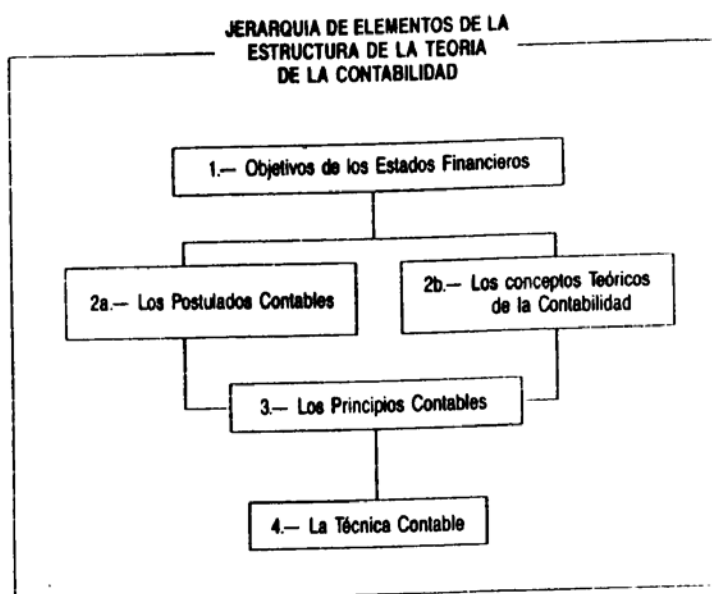 JERARQUIA DE ELEMENTOS DE LA
ESTRUCTURA DE LA TEORIA
DE LA CONTABILIDAD
1.— Objetivos de los Estados Financieros
2a.— Los Postulados Contables
2b.— Los conceptos Teóricos
de la Contabilidad
3.— Los Principios Contables
4.— La Técnica Contable